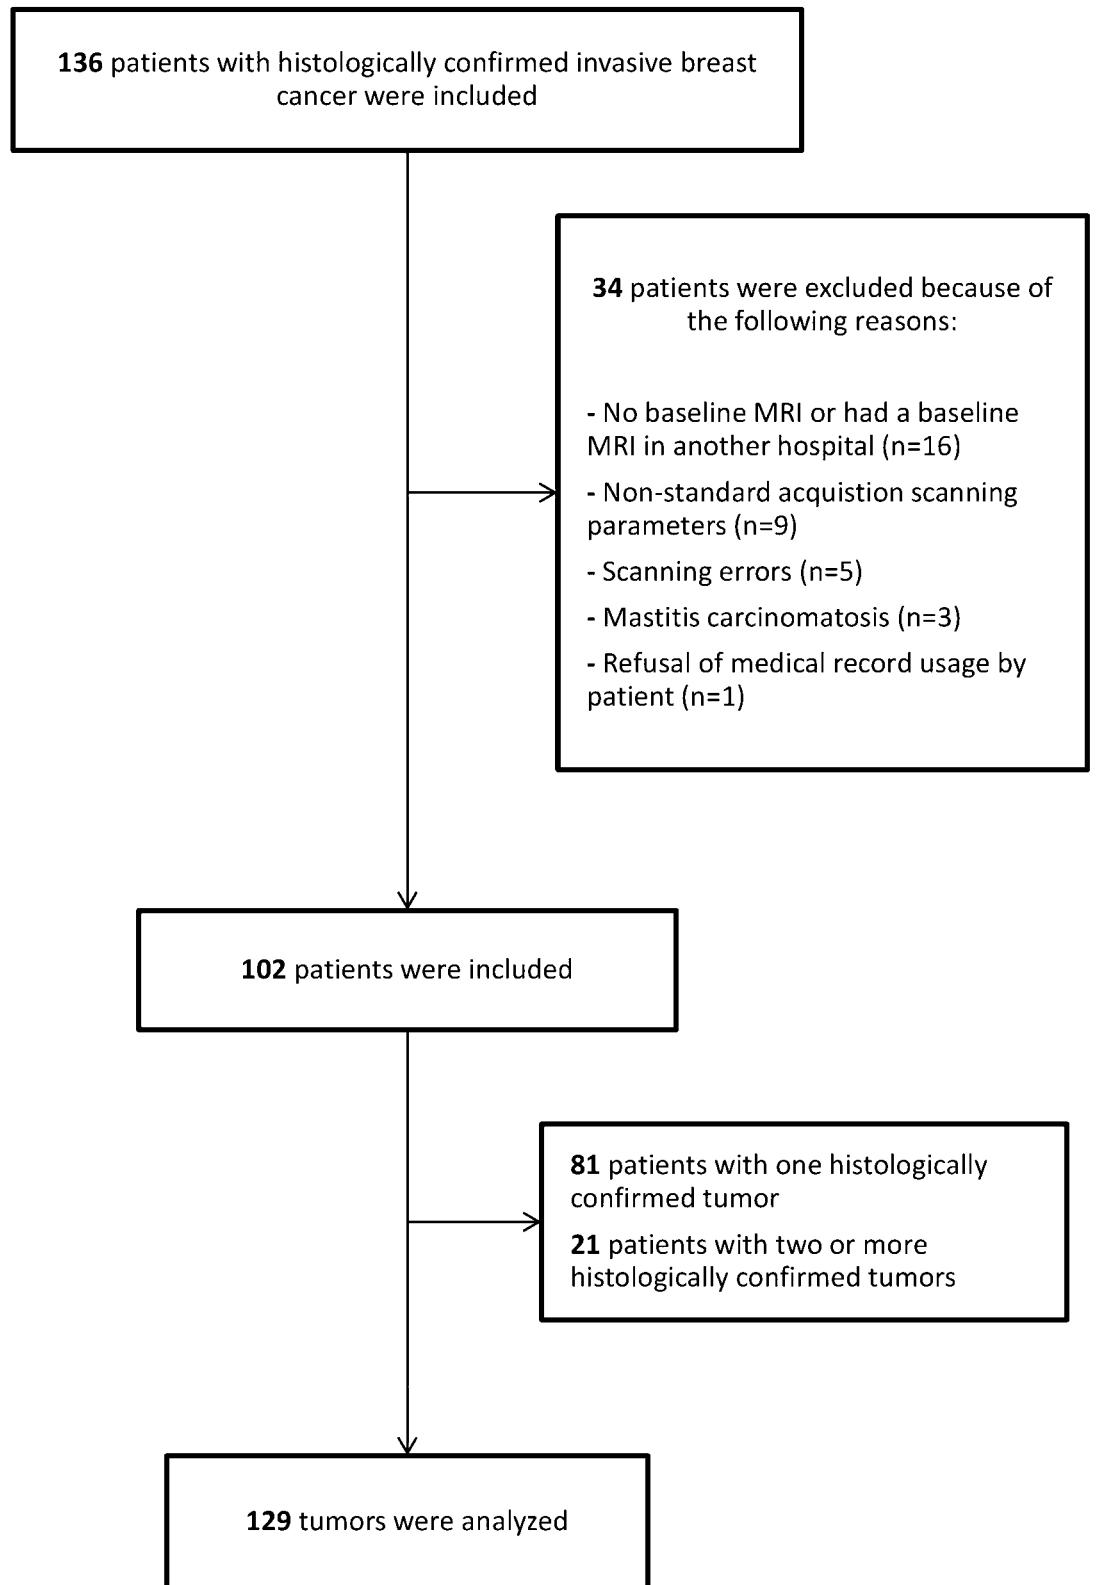 136 patients with histologically confirmed invasive breast
cancer were included
34 patients were excluded because of
the following reasons:
- No baseline MRI or had a baseline
MRI in another hospital (n=16)
- Non-standard acquistion scanning
parameters (n=9)
- Scanning errors (n=5)
- Mastitis carcinomatosis (n=3)
- Refusal of medical record usage by
patient (n=1)
102 patients were included
81 patients with one histologically
confirmed tumor
21 patients with two or more
histologically confirmed tumors
129 tumors were analyzed